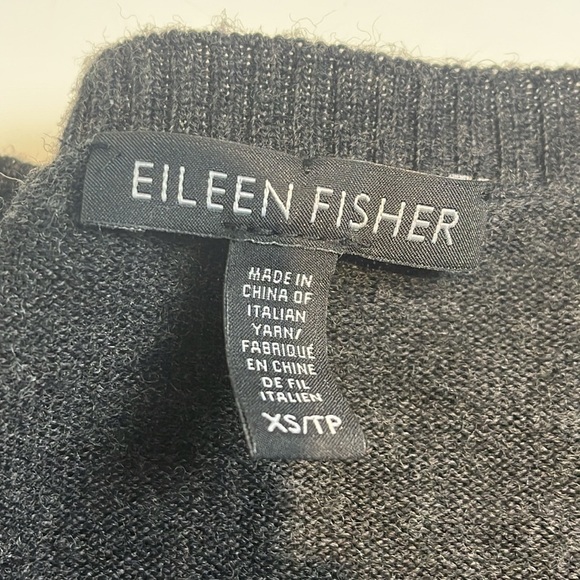 EILEEN FISHER
MADE IN
CHINA OF
ITALIAN
YARN/
FABRIQUÉ
EN CHINE
DE FIL
ITALIEN
XS/TP